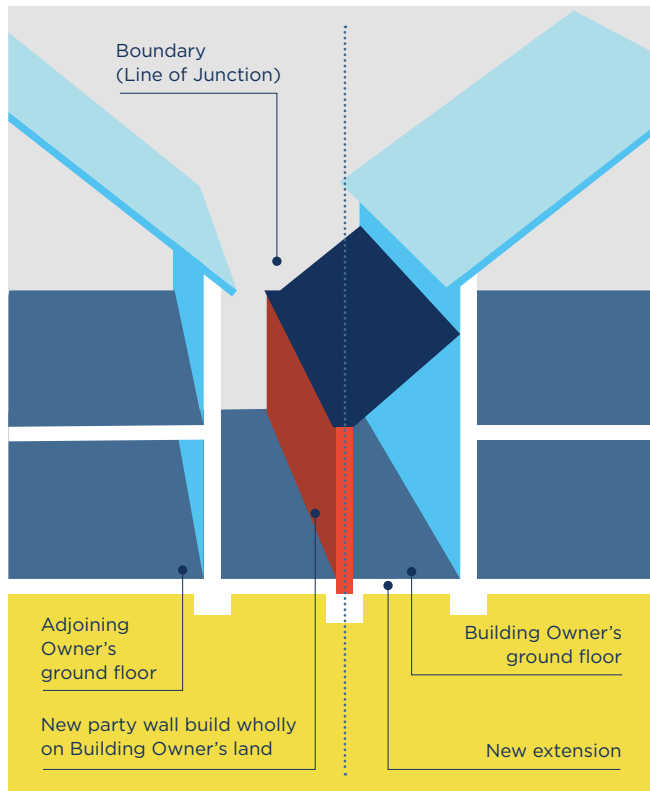 Boundary
(Line of Junction)
Adjoining
Owner's
ground floor
Building Owner's
ground floor
New party wall build wholly
on Building Owner's land
New extension